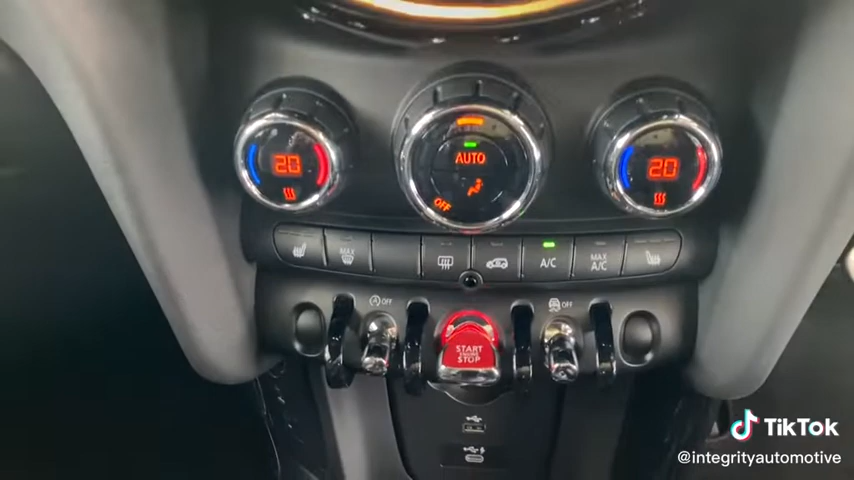 20
AUTO
20
OFF
MAX
A/C
MAX
A/C
OFF
OFF
START
ENGINE
STOP
TikTok
@integrityautomotive